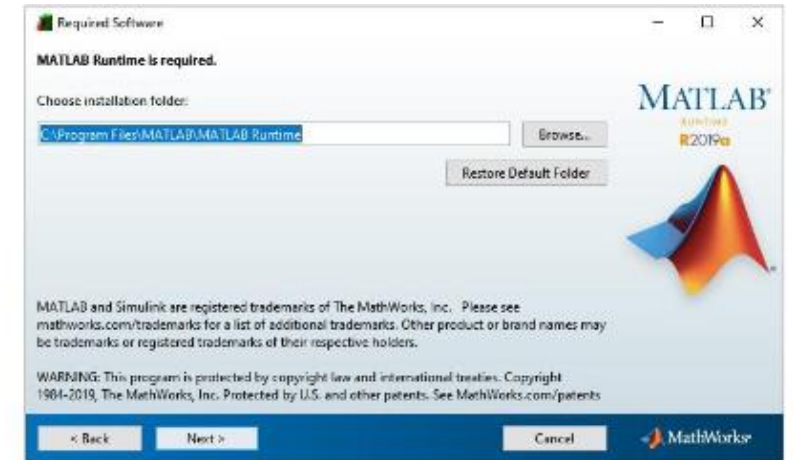 Required Software
MATLAB Runtime is required.
Choose installation folder:
C:\Program Files\MATLAB\MATLAB Runtime
Browse...
Restore Default Folder
MATLAB®
RUNTIME
R2019a
MATLAB and Simulink are registered trademarks of The MathWorks, Inc. Please see
mathworks.com/trademarks for a list of additional trademarks. Other product or brand names may
be trademarks or registered trademarks of their respective holders.
WARNING: This program is protected by copyright law and international treaties. Copyright
1984-2019, The MathWorks, Inc. Protected by U.S. and other patents. See MathWorks.com/patents
< Back
Next >
Cancel
MathWorks®